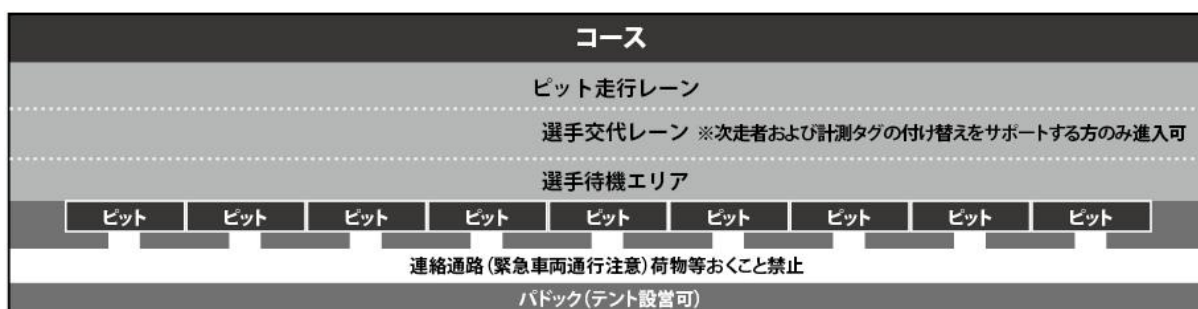 コース
ピット走行レーン
選手交代レーン ※次走者および計測タグの付け替えをサポートする方のみ進入可
選手待機エリア
ピット ピット ピット ピット ピット ピット ピット ピット ピット
連絡通路(緊急車両通行注意)荷物等おくこと禁止
パドック(テント設営可)